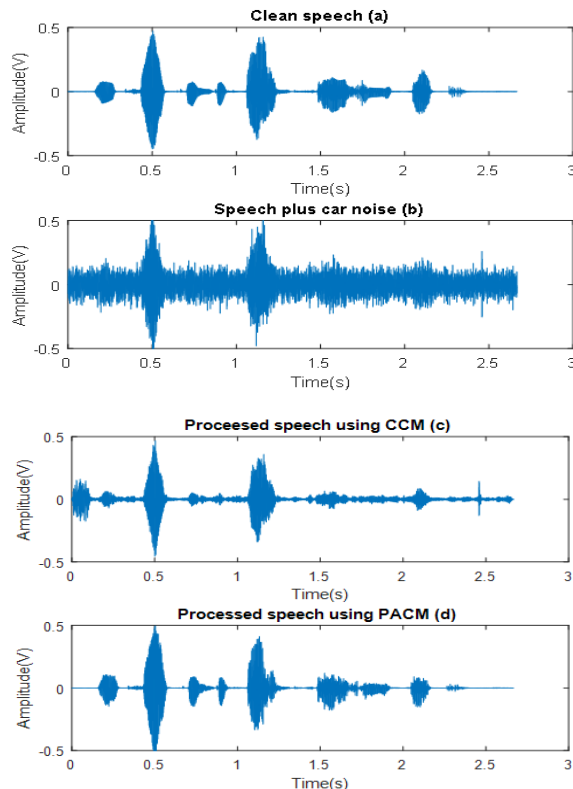 Clean speech (a)
0.5
0
-0.5
Amplitude(V)
0 0.5 1 1.5 2 2.5 3
Time(s)
Speech plus car noise (b)
0.5
0
-0.5
Amplitude(V)
0 0.5 1 1.5 2 2.5 3
Time(s)
Proceesed speech using CCM (c)
0.5
0
-0.5
Amplitude(V)
0 0.5 1 1.5 2 2.5 3
Time(s)
Processed speech using PACM (d)
0.5
0
-0.5
Amplitude(V)
0 0.5 1 1.5 2 2.5 3
Time(s)